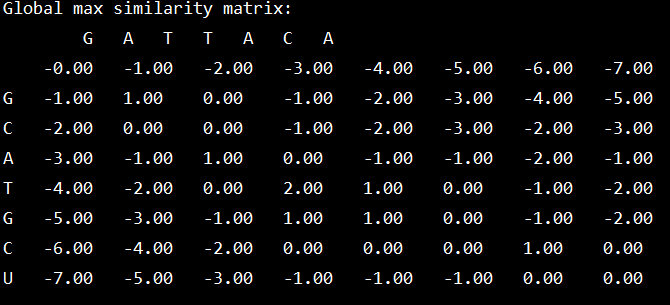 Global max similarity matrix:
G A T T A C A
-0.00 -1.00 -2.00 -3.00 -4.00 -5.00 -6.00 -7.00
G -1.00 1.00 0.00 -1.00 -2.00 -3.00 -4.00 -5.00
C -2.00 0.00 0.00 -1.00 -2.00 -3.00 -2.00 -3.00
A -3.00 -1.00 1.00 0.00 -1.00 -1.00 -2.00 -1.00
T -4.00 -2.00 0.00 2.00 1.00 0.00 -1.00 -2.00
G -5.00 -3.00 -1.00 1.00 1.00 0.00 -1.00 -2.00
C -6.00 -4.00 -2.00 0.00 0.00 0.00 1.00 0.00
U -7.00 -5.00 -3.00 -1.00 -1.00 -1.00 0.00 0.00